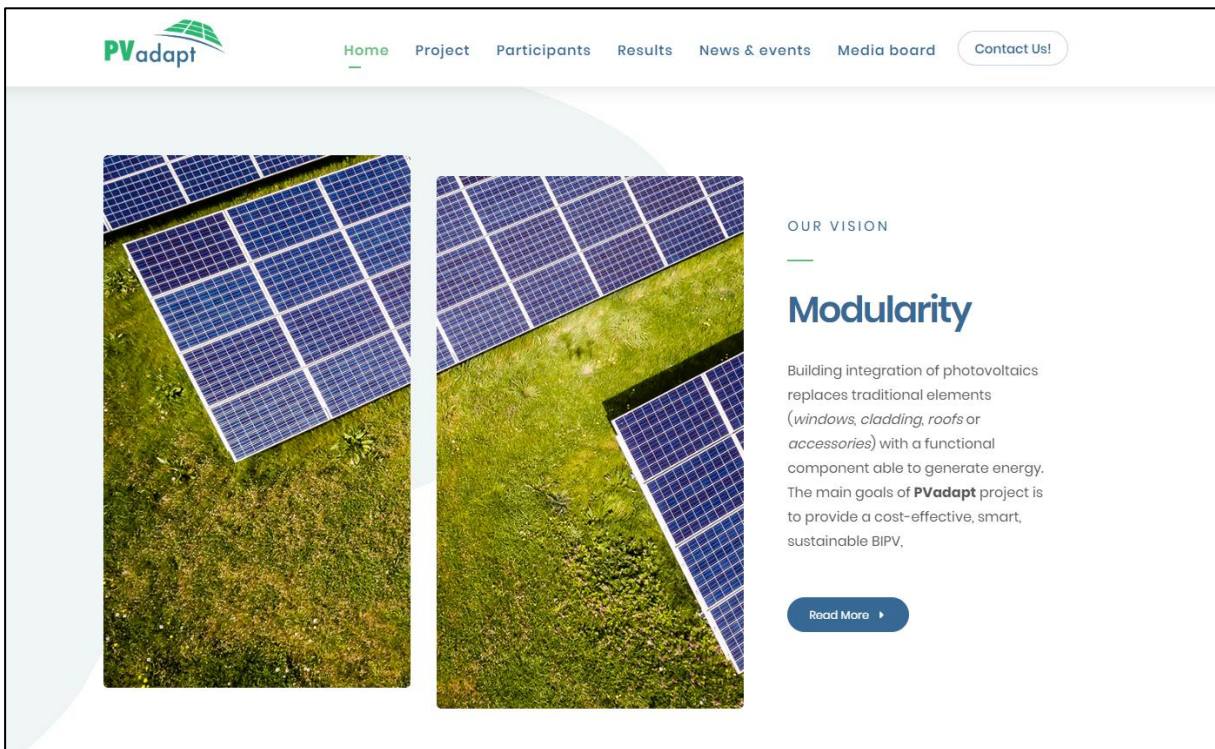 PVadapt
Home Project Participants Results News & events Media board Contact Us!
OUR VISION
Modularity
Building integration of photovoltaics
replaces traditional elements
(windows, cladding, roofs or
accessories) with a functional
component able to generate energy.
The main goals of PVadapt project is
to provide a cost-effective, smart,
sustainable BIPV,
Read More